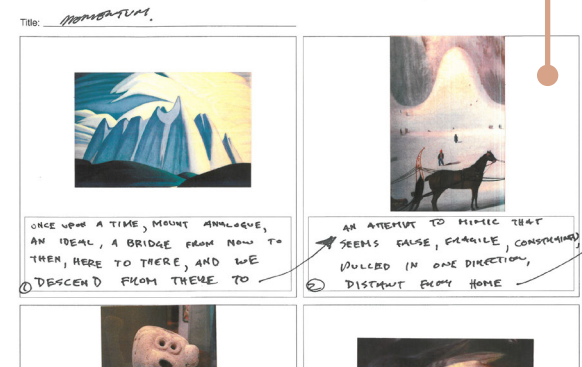 Title: MOMENTUM.
ONCE UPON A TIME, MOUNT ANALOGUE,
AN IDEAL, A BRIDGE FROM NOW TO
THEN, HERE TO THERE, AND WE
① DESCEND FROM THERE TO
AN ATTEMPT TO MIMIC THAT
SEEMS FALSE, FRAGILE, CONSTRAINED,
PULLED IN ONE DIRECTION,
② DISTANT FROM HOME